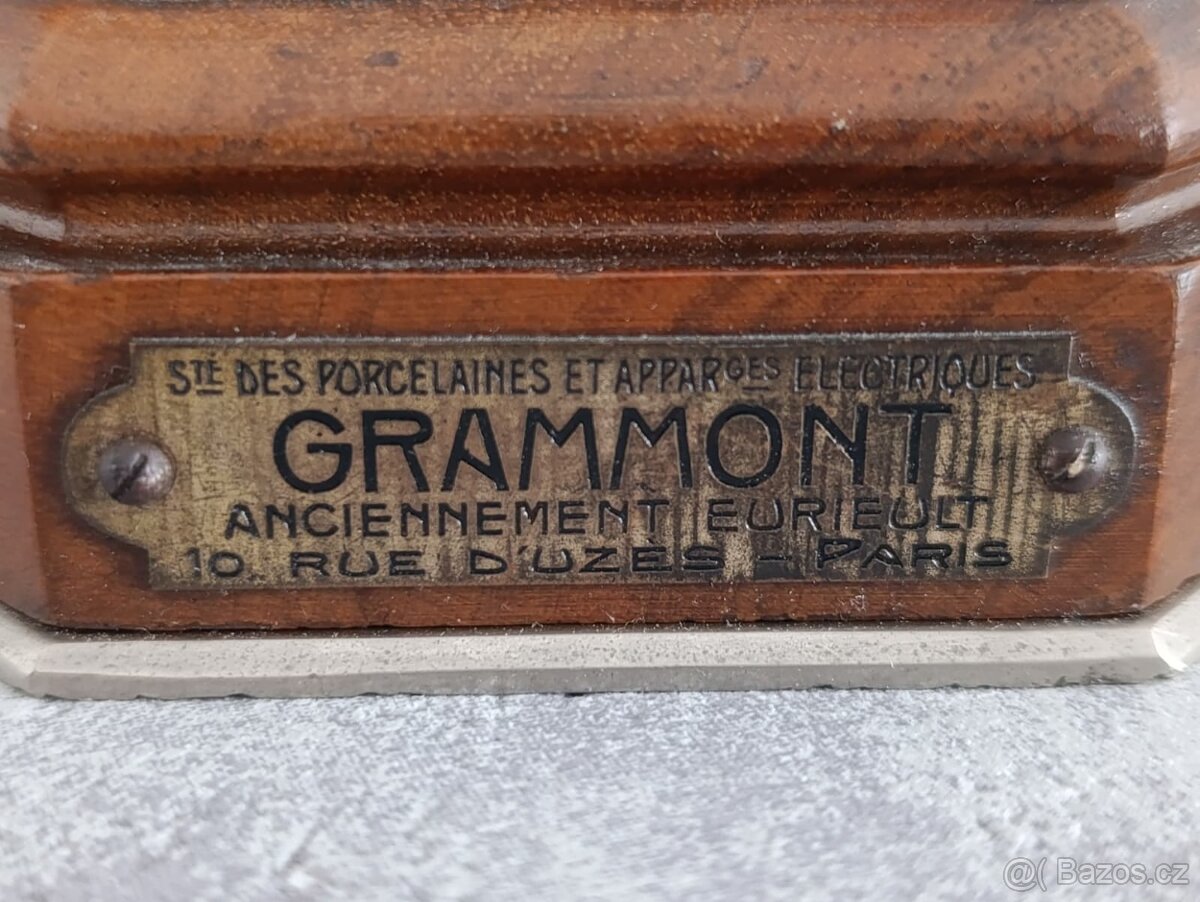 STE DES PORCELAINES ET APPARGES ELECTRIQUES
GRAMMONT
ANCIENNEMENT EURIEULT
10 RUE D'UZÈS - PARIS
@( Bazos.cz